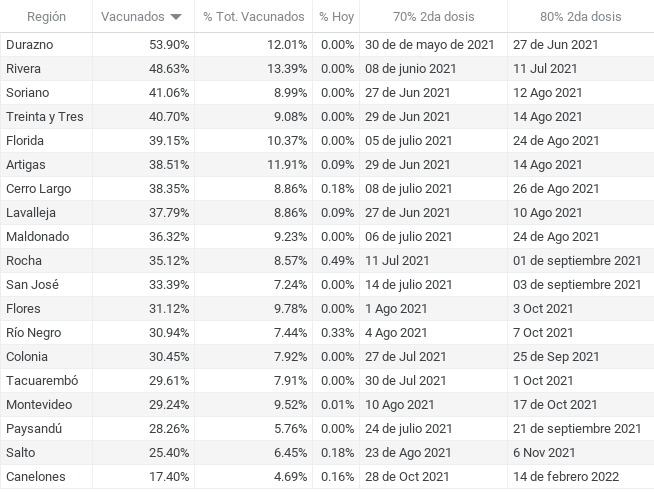 Región Vacunados % Tot. Vacunados % Hoy 70% 2da dosis 80% 2da dosis
Durazno 53.90% 12.01% 0.00% 30 de de mayo de 2021 27 de Jun 2021
Rivera 48.63% 13.39% 0.00% 08 de junio 2021 11 Jul 2021
Soriano 41.06% 8.99% 0.00% 27 de Jun 2021 12 Ago 2021
Treinta y Tres 40.70% 9.08% 0.00% 29 de Jun 2021 14 Ago 2021
Florida 39.15% 10.37% 0.00% 05 de julio 2021 24 de Ago 2021
Artigas 38.51% 11.91% 0.09% 29 de Jun 2021 14 Ago 2021
Cerro Largo 38.35% 8.86% 0.18% 08 de julio 2021 26 de Ago 2021
Lavalleja 37.79% 8.86% 0.09% 27 de Jun 2021 10 Ago 2021
Maldonado 36.32% 9.23% 0.00% 06 de julio 2021 24 de Ago 2021
Rocha 35.12% 8.57% 0.49% 11 Jul 2021 01 de septiembre 2021
San José 33.39% 7.24% 0.00% 14 de julio 2021 03 de septiembre 2021
Flores 31.12% 9.78% 0.00% 1 Ago 2021 3 Oct 2021
Río Negro 30.94% 7.44% 0.33% 4 Ago 2021 7 Oct 2021
Colonia 30.45% 7.92% 0.00% 27 de Jul 2021 25 de Sep 2021
Tacuarembó 29.61% 7.91% 0.00% 30 de Jul 2021 1 Oct 2021
Montevideo 29.24% 9.52% 0.01% 10 Ago 2021 17 de Oct 2021
Paysandú 28.26% 5.76% 0.00% 24 de julio 2021 21 de septiembre 2021
Salto 25.40% 6.45% 0.18% 23 de Ago 2021 6 Nov 2021
Canelones 17.40% 4.69% 0.16% 28 de Oct 2021 14 de febrero 2022